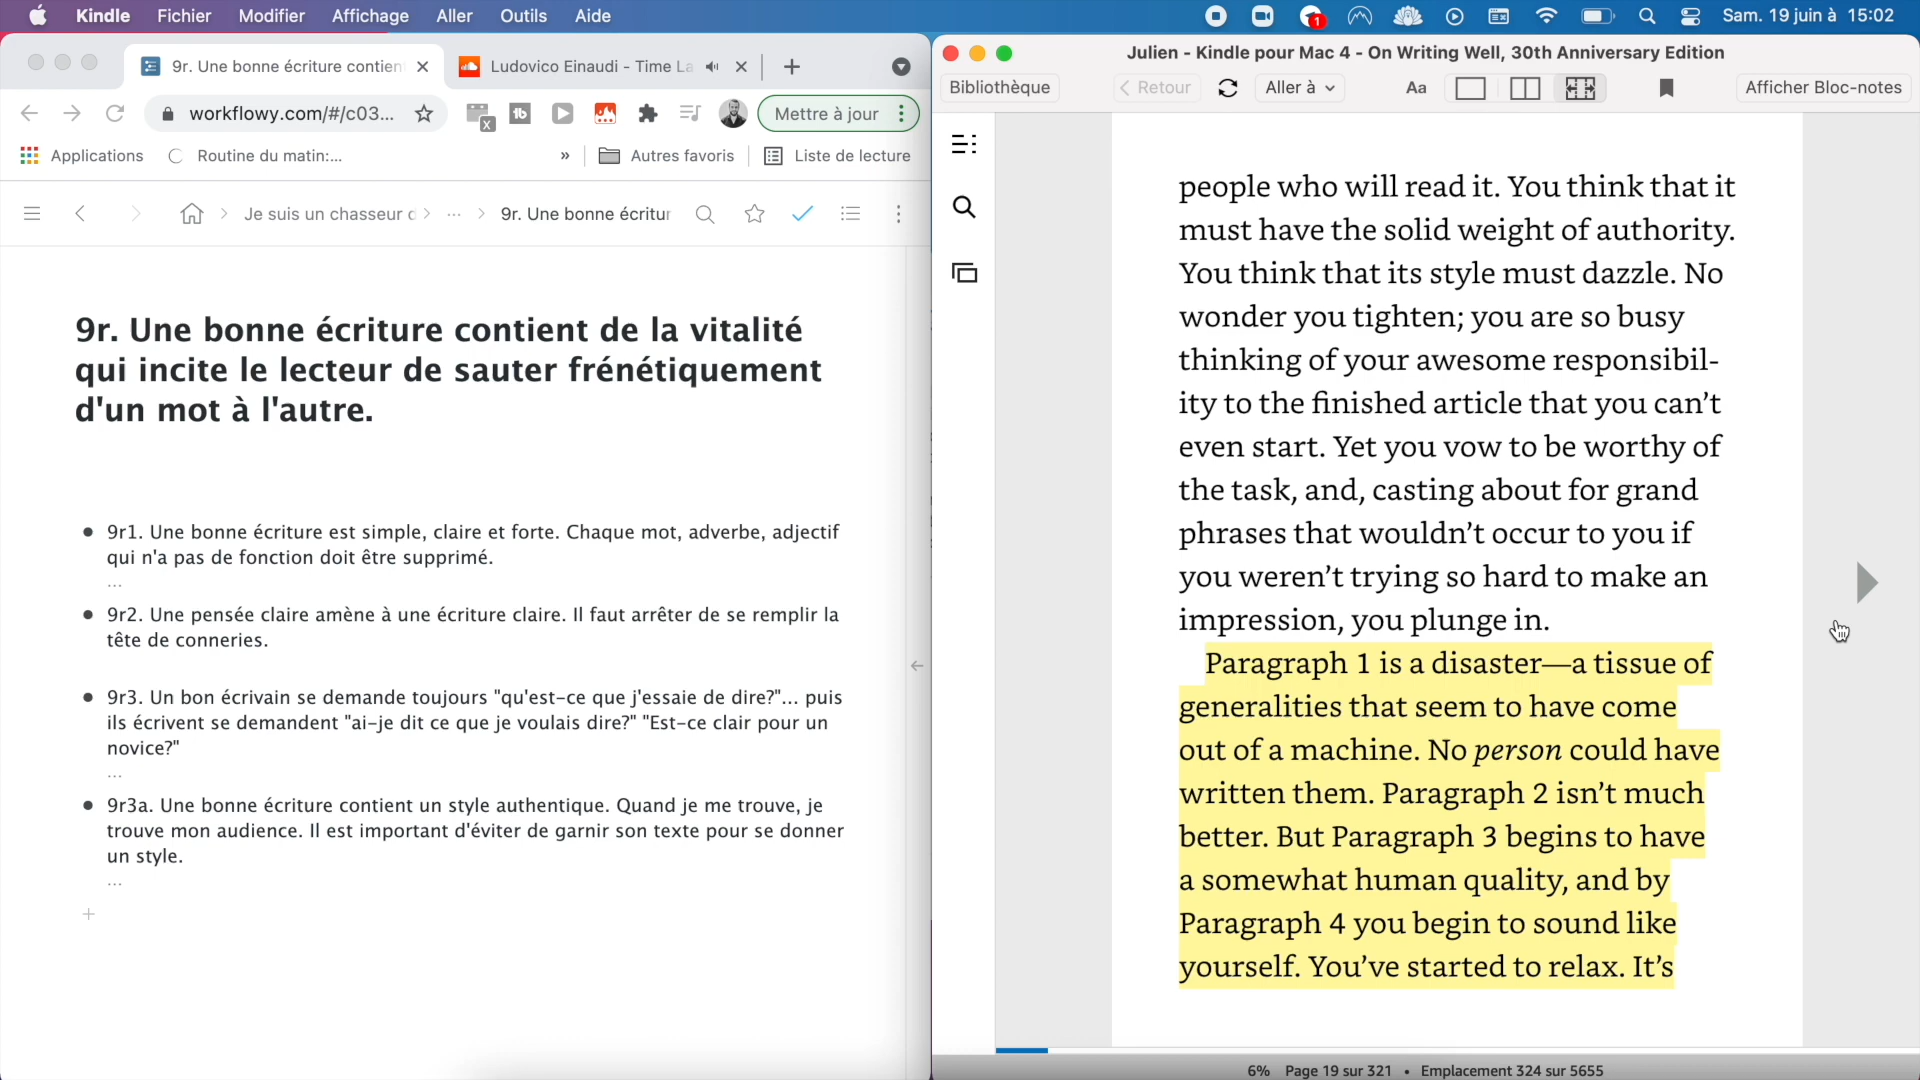 Kindle Fichier Modifier Affichage Aller Outils Aide
1
Sam. 19 juin à 15:02
9r. Une bonne écriture contien
Ludovico Einaudi - Time La
workflowy.com/#/c03...
x
tb
Mettre à jour
Applications
Routine du matin:...
»
Autres favoris
Liste de lecture
Je suis un chasseur d
...
9r. Une bonne écritur
9r. Une bonne écriture contient de la vitalité
qui incite le lecteur de sauter frénétiquement
d'un mot à l'autre.
9r1. Une bonne écriture est simple, claire et forte. Chaque mot, adverbe, adjectif
qui n'a pas de fonction doit être supprimé.
...
9r2. Une pensée claire amène à une écriture claire. Il faut arrêter de se remplir la
tête de conneries.
9r3. Un bon écrivain se demande toujours "qu'est-ce que j'essaie de dire?"... puis
ils écrivent se demandent "ai-je dit ce que je voulais dire?" "Est-ce clair pour un
novice?"
...
9r3a. Une bonne écriture contient un style authentique. Quand je me trouve, je
trouve mon audience. Il est important d'éviter de garnir son texte pour se donner
un style.
...
Julien - Kindle pour Mac 4 - On Writing Well, 30th Anniversary Edition
Bibliothèque
Retour
Aller à
Aa
Afficher Bloc-notes
people who will read it. You think that it
must have the solid weight of authority.
You think that its style must dazzle. No
wonder you tighten; you are so busy
thinking of your awesome responsibil-
ity to the finished article that you can't
even start. Yet you vow to be worthy of
the task, and, casting about for grand
phrases that wouldn't occur to you if
you weren't trying so hard to make an
impression, you plunge in.
Paragraph 1 is a disaster—a tissue of
generalities that seem to have come
out of a machine. No person could have
written them. Paragraph 2 isn't much
better. But Paragraph 3 begins to have
a somewhat human quality, and by
Paragraph 4 you begin to sound like
yourself. You've started to relax. It's
6% Page 19 sur 321 • Emplacement 324 sur 5655